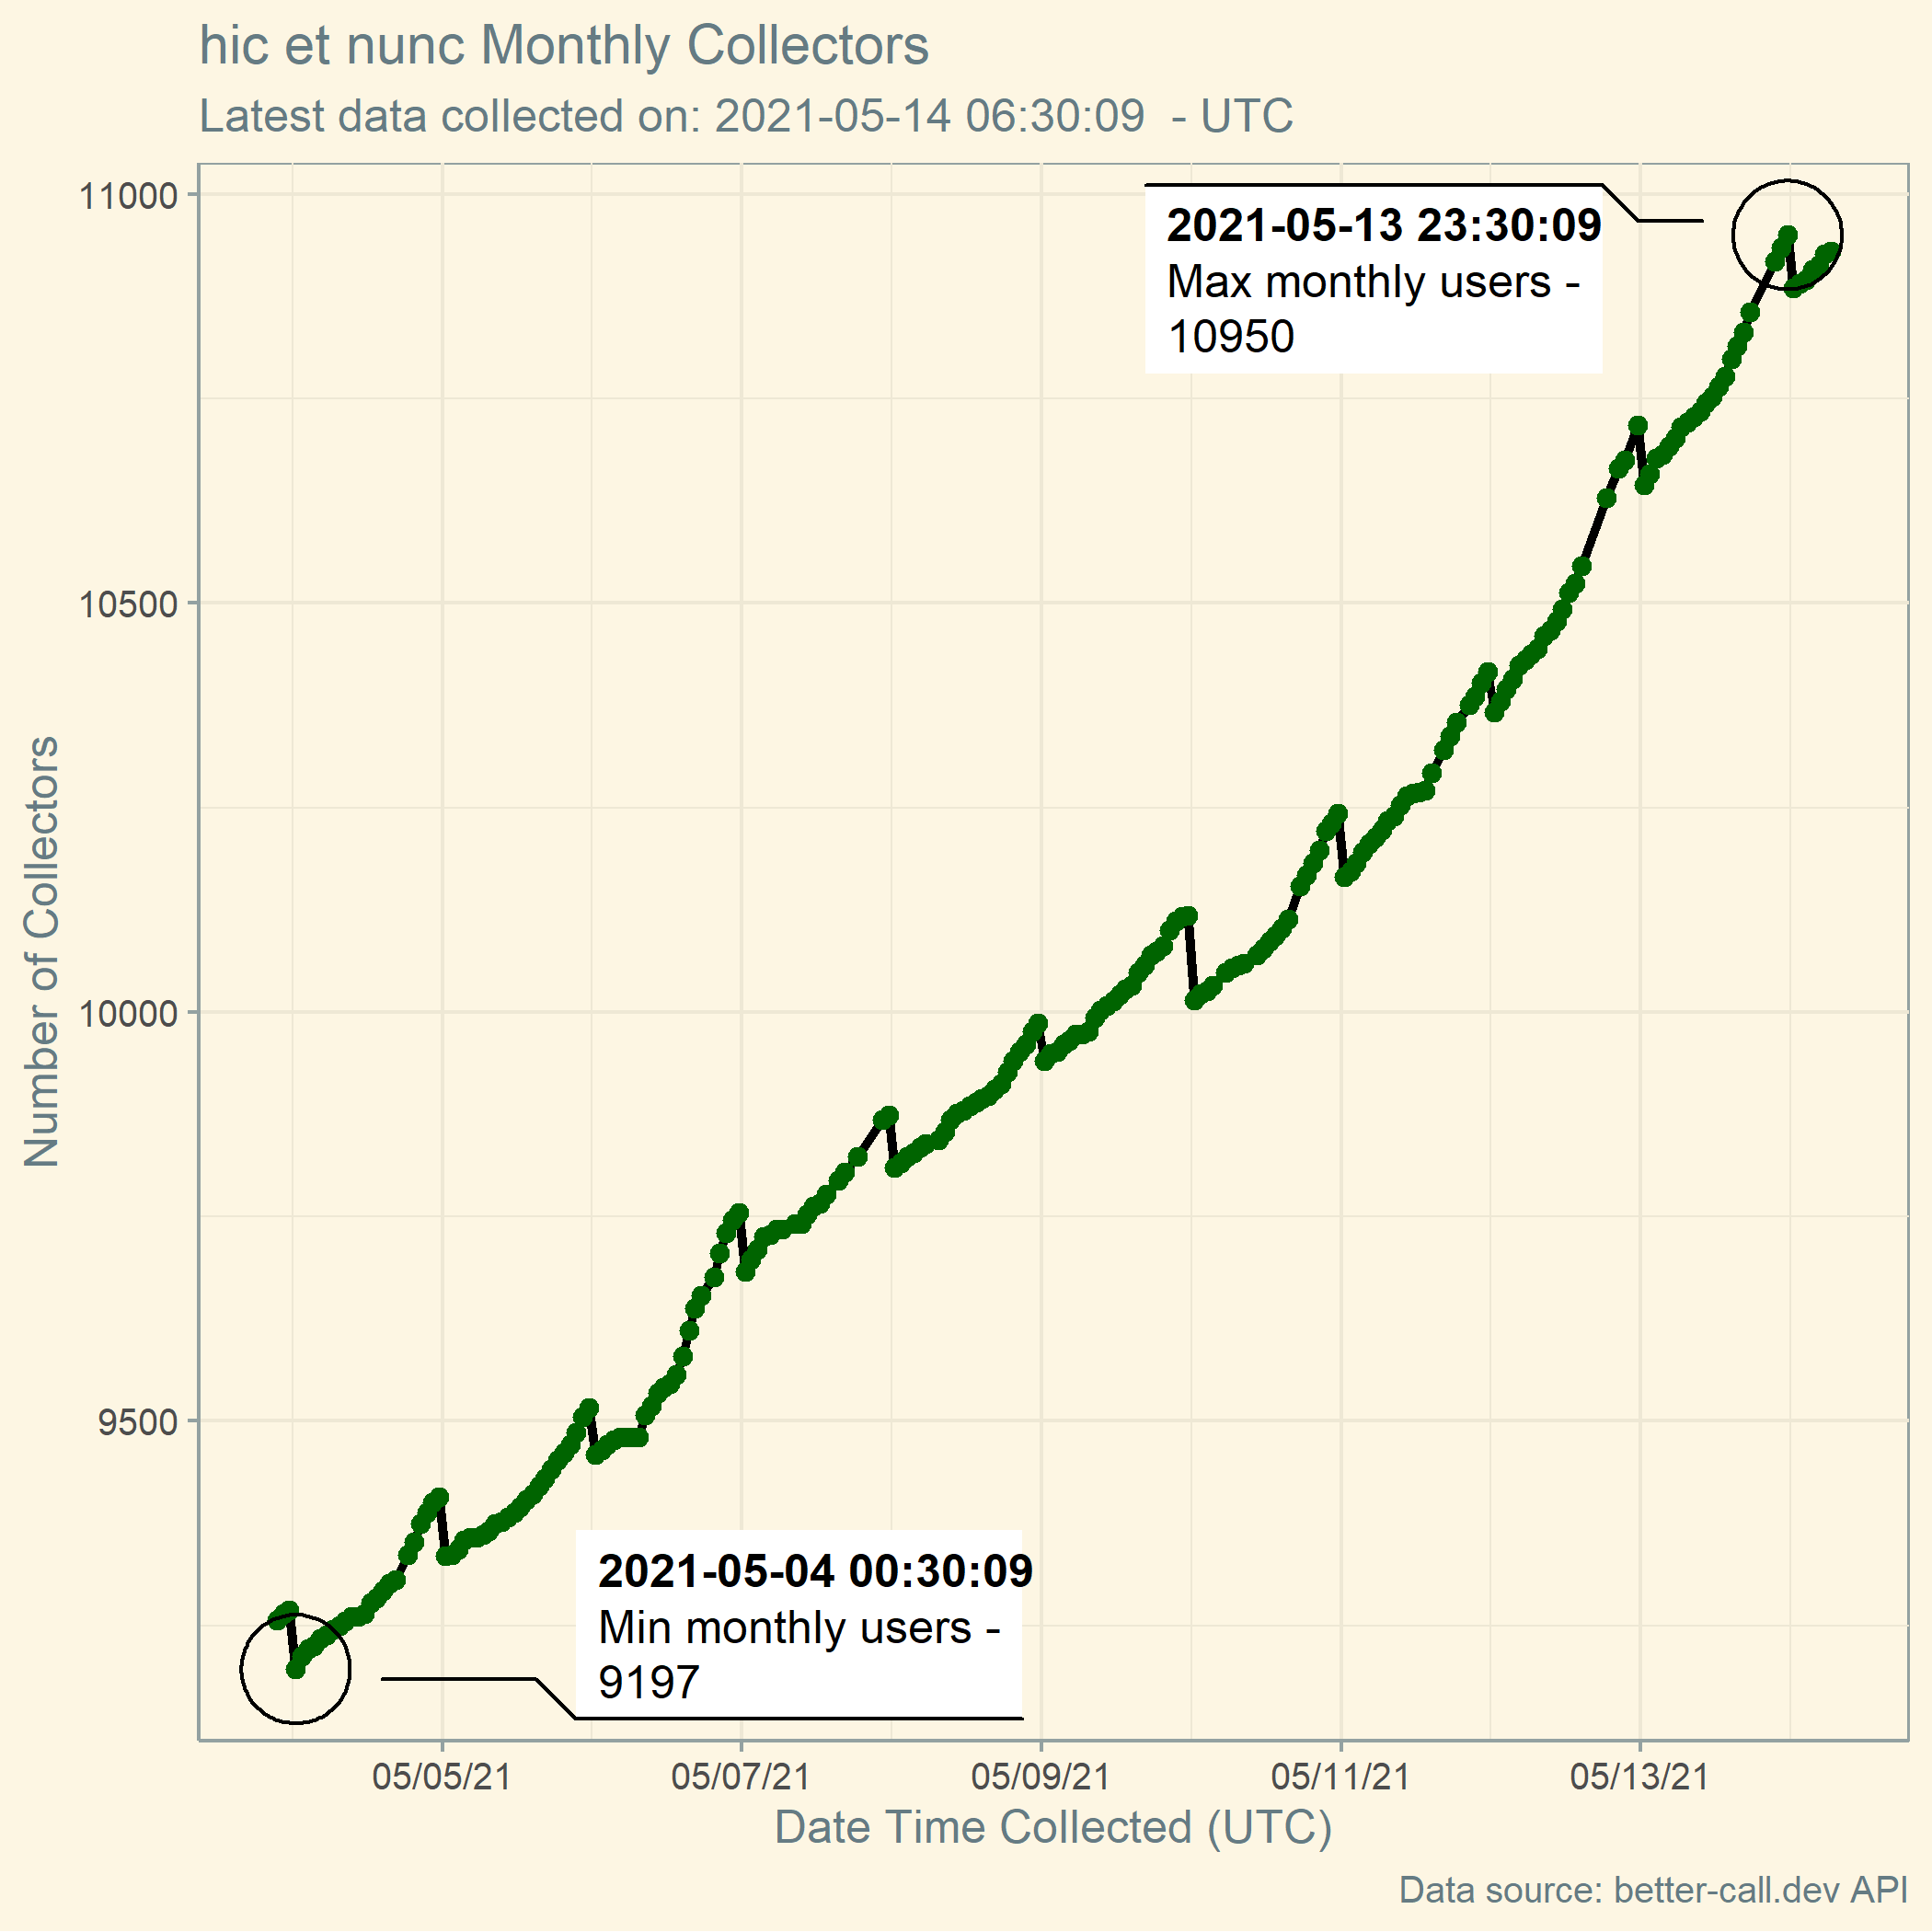 hic et nunc Monthly Collectors
Latest data collected on: 2021-05-14 06:30:09  - UTC
Number of Collectors
11000
10500
10000
9500
2021-05-13 23:30:09
Max monthly users -
10950
2021-05-04 00:30:09
Min monthly users -
9197
05/05/21
05/07/21
05/09/21
05/11/21
05/13/21
Date Time Collected (UTC)
Data source: better-call.dev API